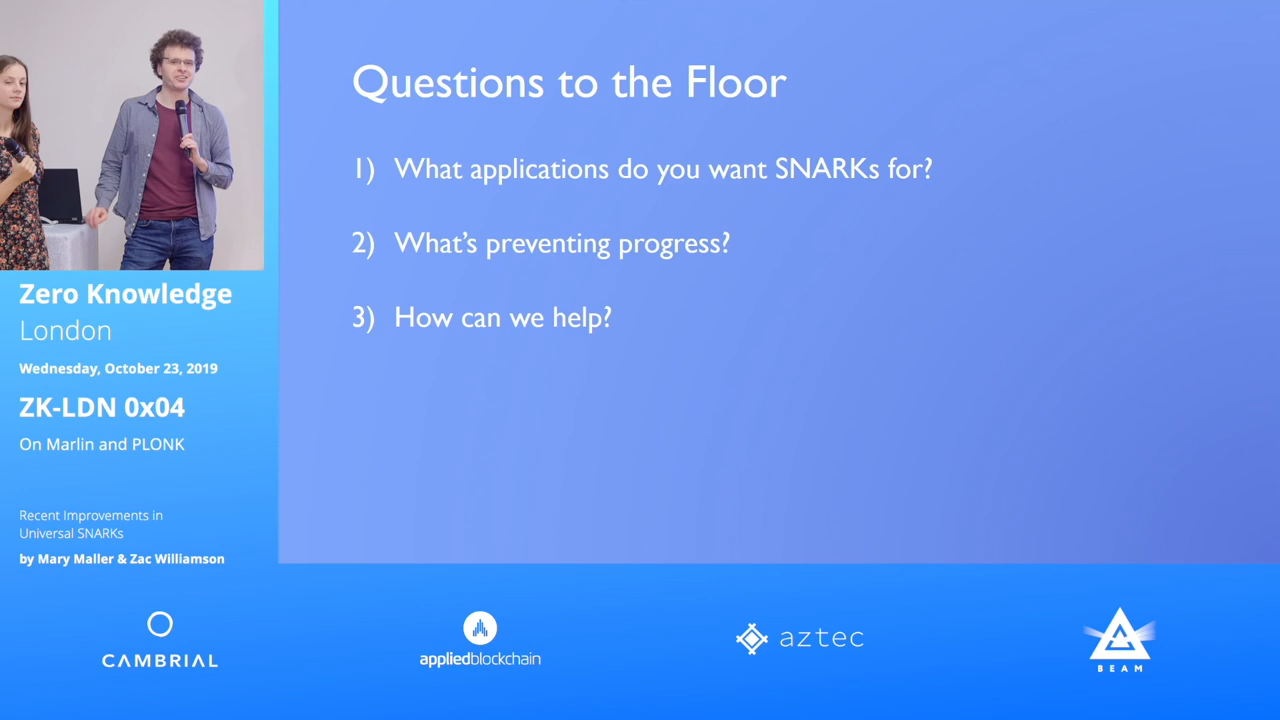 Questions to the Floor
1) What applications do you want SNARKs for?
2) What's preventing progress?
3) How can we help?
Zero Knowledge
London
Wednesday, October 23, 2019
ZK-LDN 0x04
On Marlin and PLONK
Recent Improvements in
Universal SNARKs
by Mary Maller & Zac Williamson
CAMBRIAL
appliedblockchain
aztec
BEAM